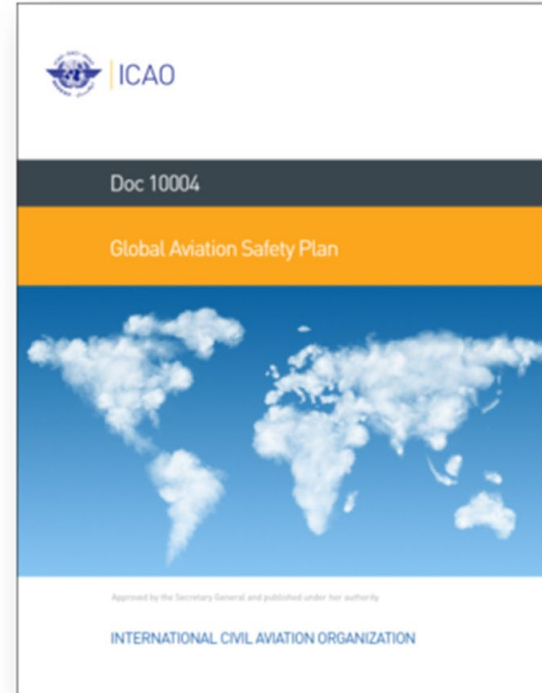 ICAO
Doc 10004
Global Aviation Safety Plan
Approved by the Secretary General and published under her authority
INTERNATIONAL CIVIL AVIATION ORGANIZATION